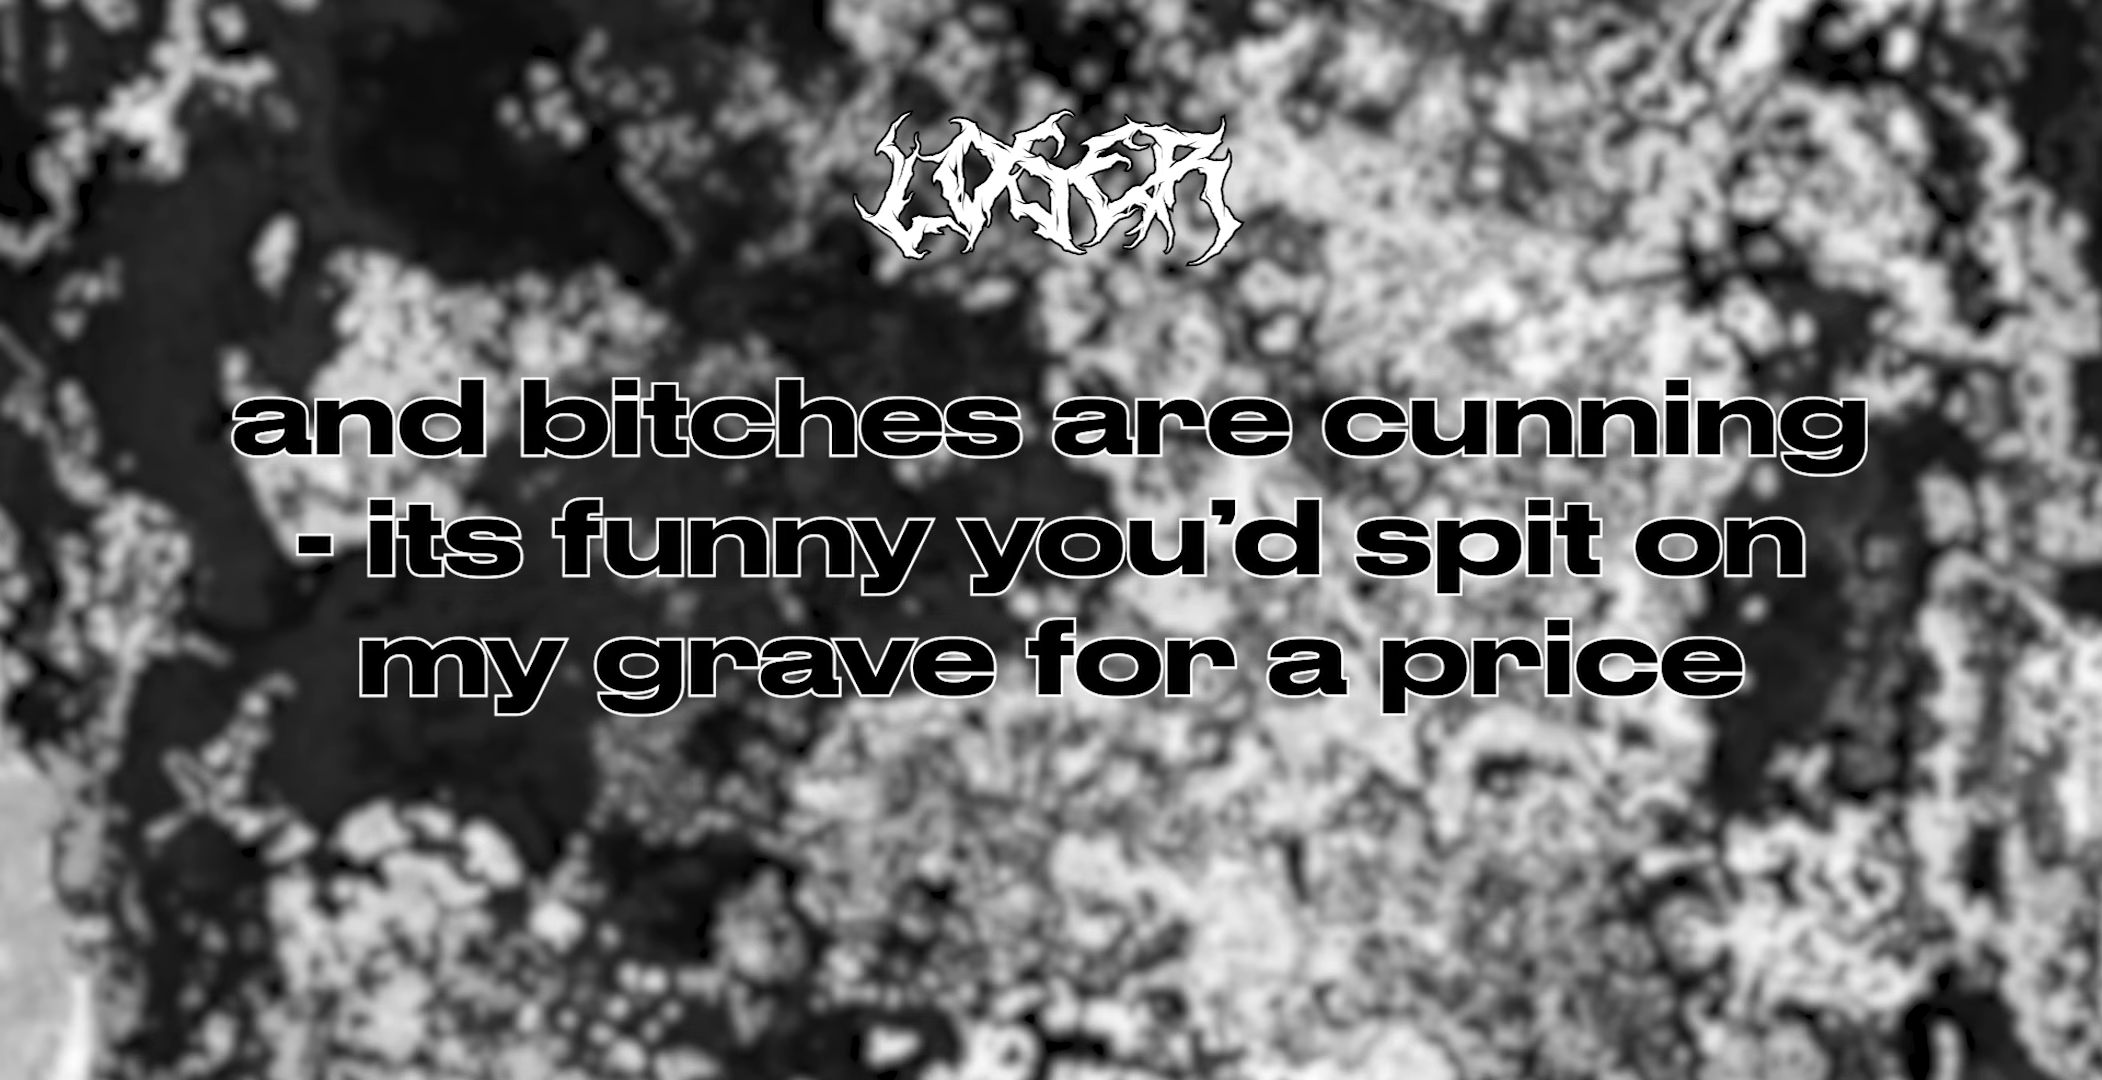 LOSER
and bitches are cunning
- its funny you’d spit on
my grave for a price